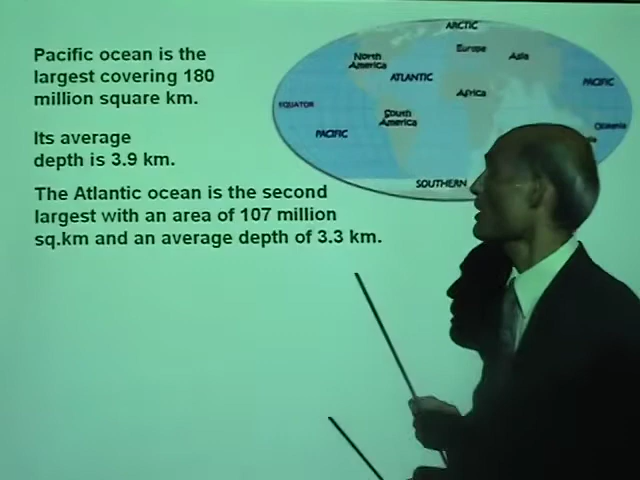 Pacific ocean is the
largest covering 180
million square km.
Its average
depth is 3.9 km.
The Atlantic ocean is the second
largest with an area of 107 million
sq.km and an average depth of 3.3 km.
ARCTIC
North
America
Europe
Asia
ATLANTIC
PACIFIC
Africa
EQUATOR
South
America
PACIFIC
Oceania
SOUTHERN